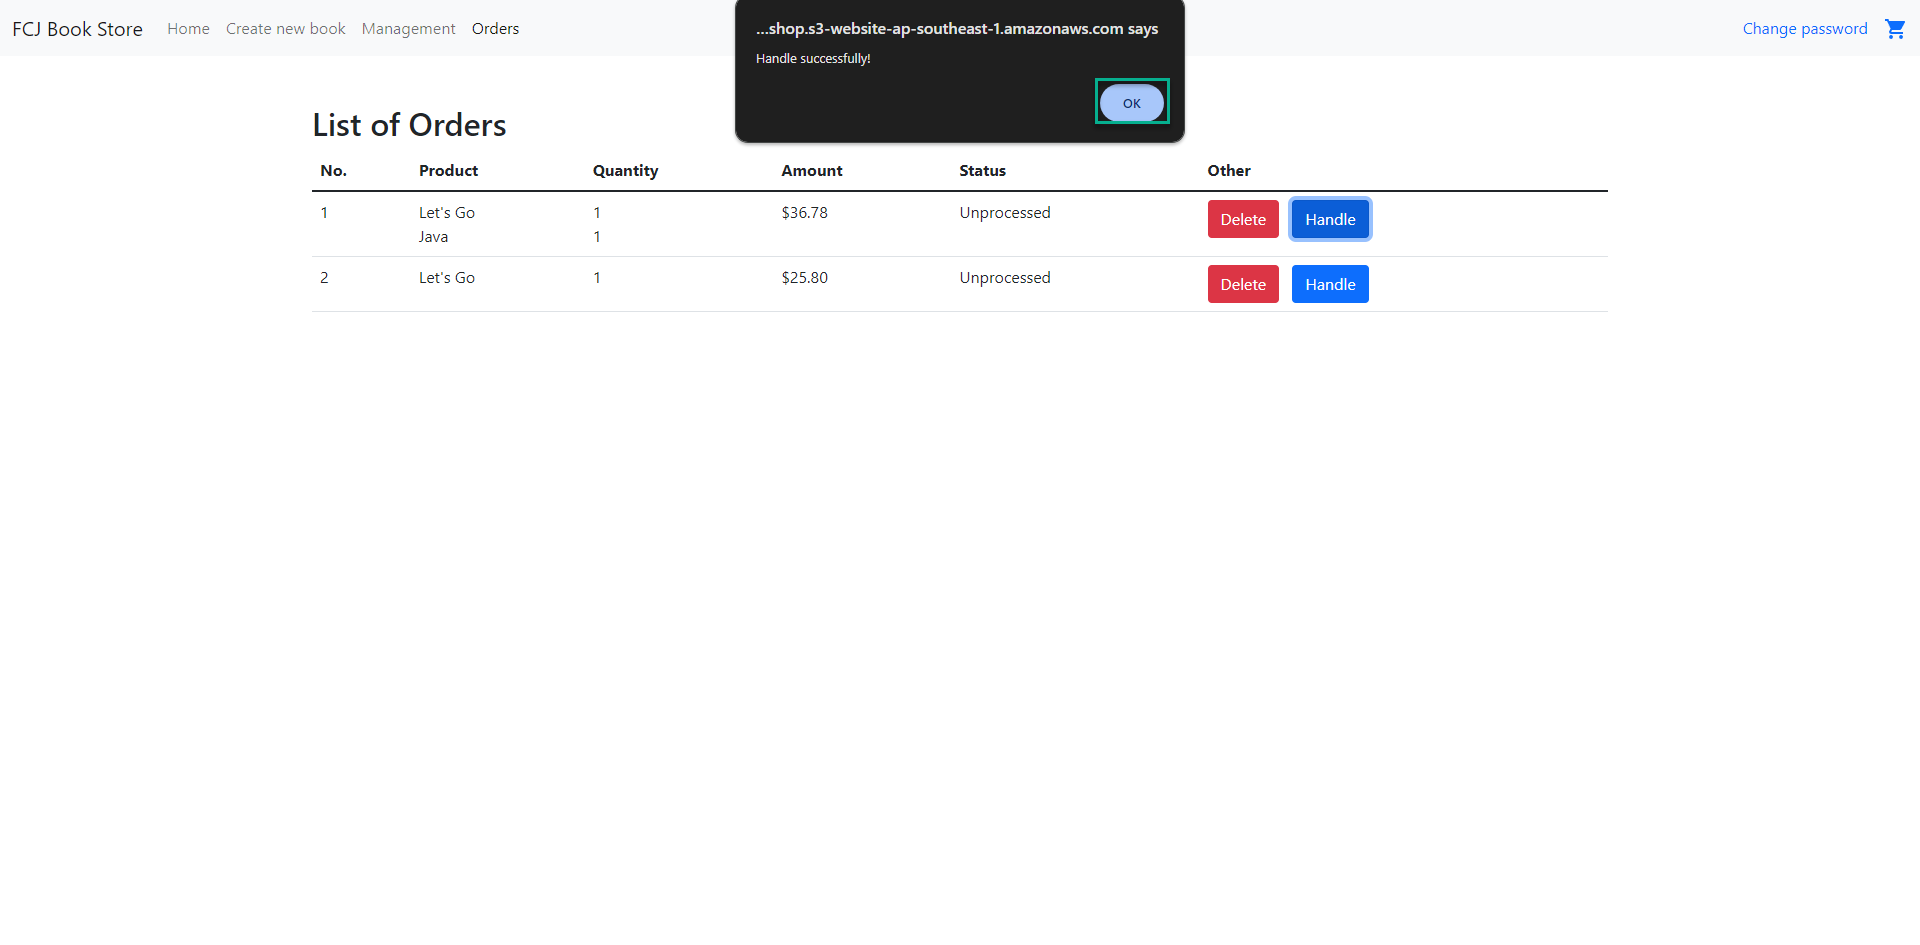 FCJ Book Store Home Create new book Management Orders Change password
...shop.s3-website-ap-southeast-1.amazonaws.com says
Handle successfully!
OK
List of Orders
No. Product Quantity Amount Status Other
1 Let's Go 1 $36.78 Unprocessed Delete Handle
Java 1
2 Let's Go 1 $25.80 Unprocessed Delete Handle